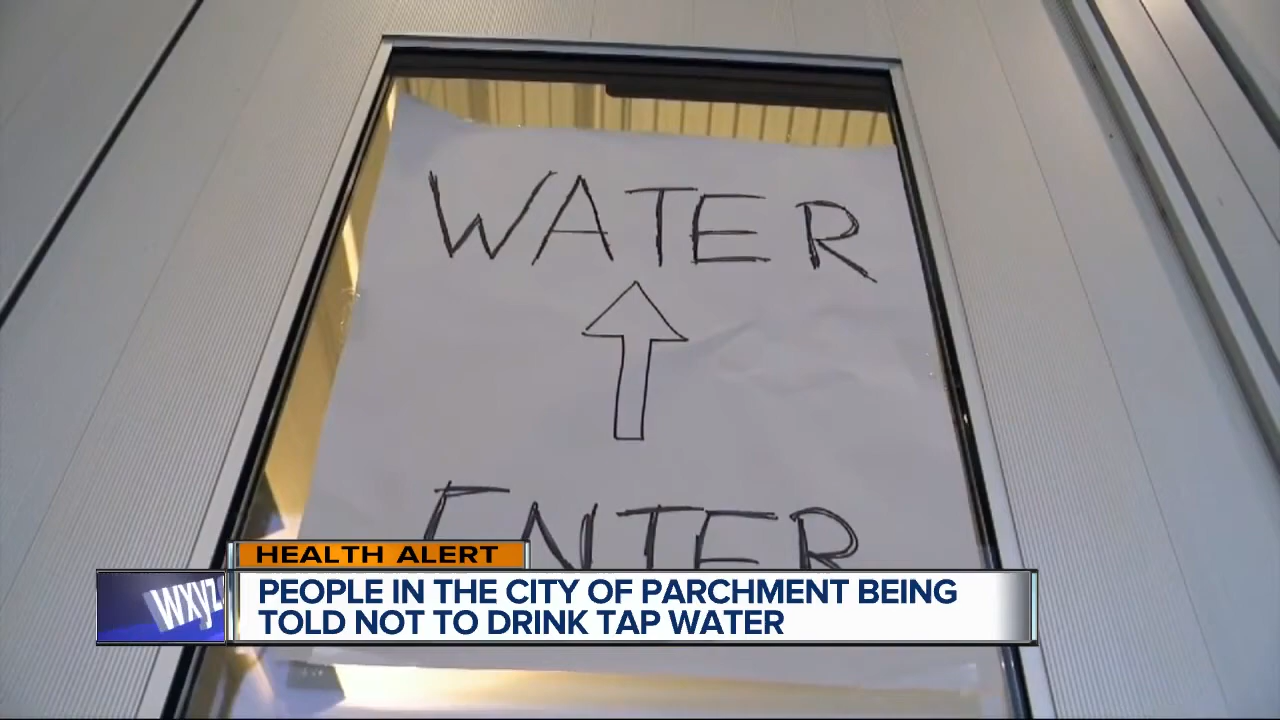 WATER
ENTER
HEALTH ALERT
WXYZ
PEOPLE IN THE CITY OF PARCHMENT BEING
TOLD NOT TO DRINK TAP WATER